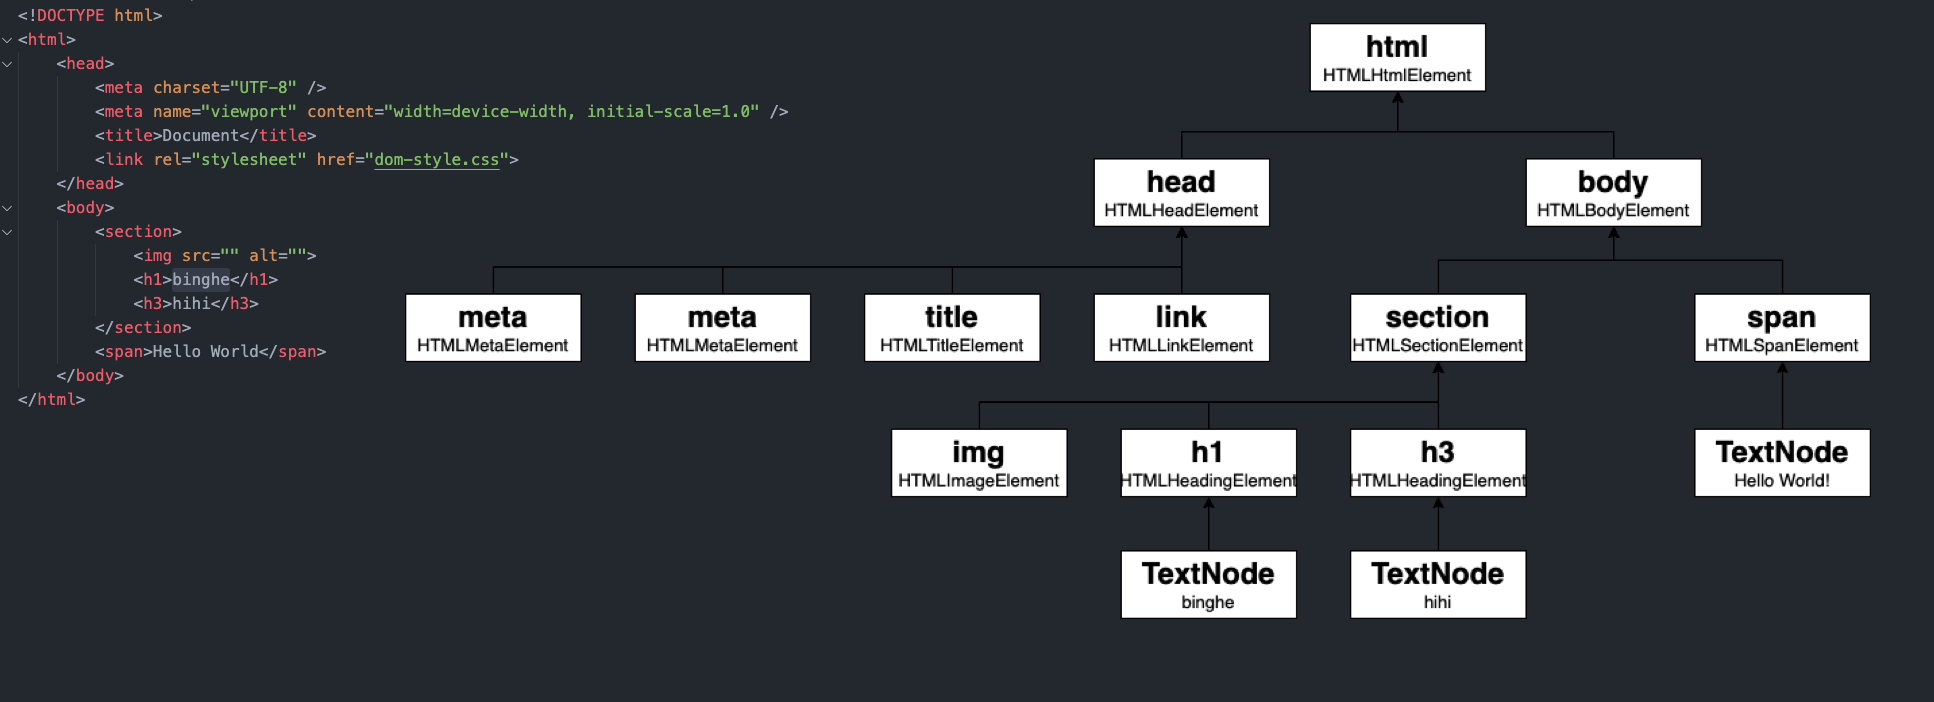 <!DOCTYPE html>
<html>
<head>
<meta charset="UTF-8" />
<meta name="viewport" content="width=device-width, initial-scale=1.0" />
<title>Document</title>
<link rel="stylesheet" href="dom-style.css">
</head>
<body>
<section>
<img src="" alt="">
<h1>binghe</h1>
<h3>hihi</h3>
</section>
<span>Hello World</span>
</body>
</html>
html
HTMLHtmlElement
head
HTMLHeadElement
body
HTMLBodyElement
meta
HTMLMetaElement
meta
HTMLMetaElement
title
HTMLTitleElement
link
HTMLLinkElement
section
HTMLSectionElement
span
HTMLSpanElement
img
HTMLImageElement
h1
HTMLHeadingElement
h3
HTMLHeadingElement
TextNode
Hello World!
TextNode
binghe
TextNode
hihi